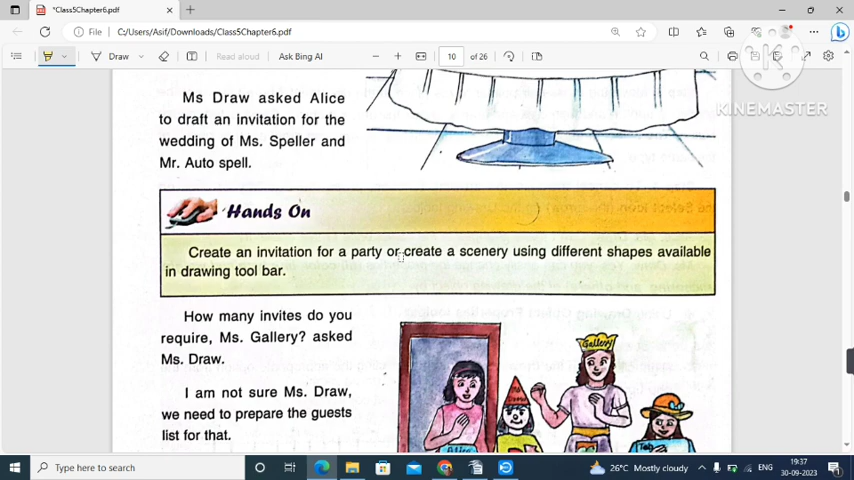 *Class5Chapter6.pdf
File
C:/Users/Asif/Downloads/Class5Chapter6.pdf
Draw
Read aloud
Ask Bing AI
10
of 26
KINEMASTER
Ms Draw asked Alice
to draft an invitation for the
wedding of Ms. Speller and
Mr. Auto spell.
Hands On
Create an invitation for a party or create a scenery using different shapes available
in drawing tool bar.
How many invites do you
require, Ms. Gallery? asked
Ms. Draw.
I am not sure Ms. Draw,
we need to prepare the guests
list for that.
Gallery
Alice
Type here to search
26°C Mostly cloudy
ENG
19:37
30-09-2023